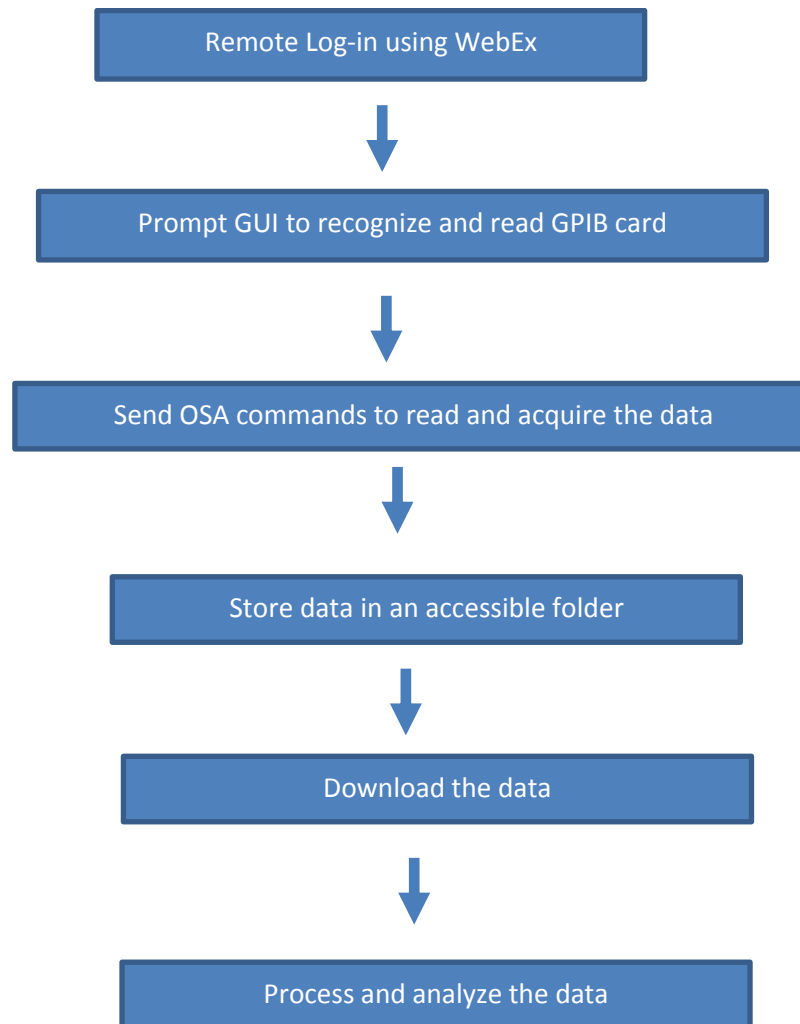 Remote Log-in using WebEx
Prompt GUI to recognize and read GPIB card
Send OSA commands to read and acquire the data
Store data in an accessible folder
Download the data
Process and analyze the data